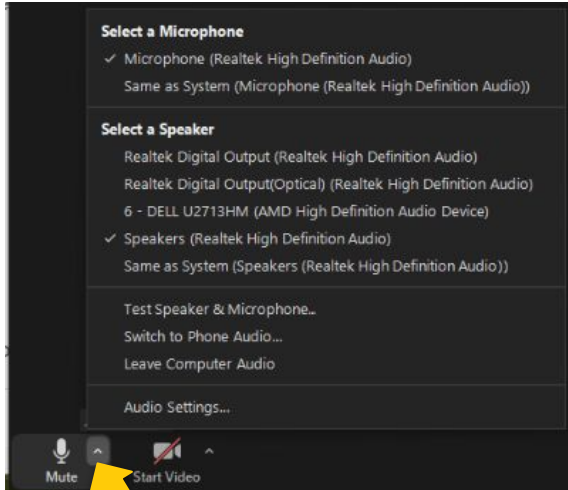 Select a Microphone
✓ Microphone (Realtek High Definition Audio)
Same as System (Microphone (Realtek High Definition Audio))
Select a Speaker
Realtek Digital Output (Realtek High Definition Audio)
Realtek Digital Output(Optical) (Realtek High Definition Audio)
6 - DELL U2713HM (AMD High Definition Audio Device)
✓ Speakers (Realtek High Definition Audio)
Same as System (Speakers (Realtek High Definition Audio))
Test Speaker & Microphone...
Switch to Phone Audio...
Leave Computer Audio
Audio Settings...
Mute
Start Video